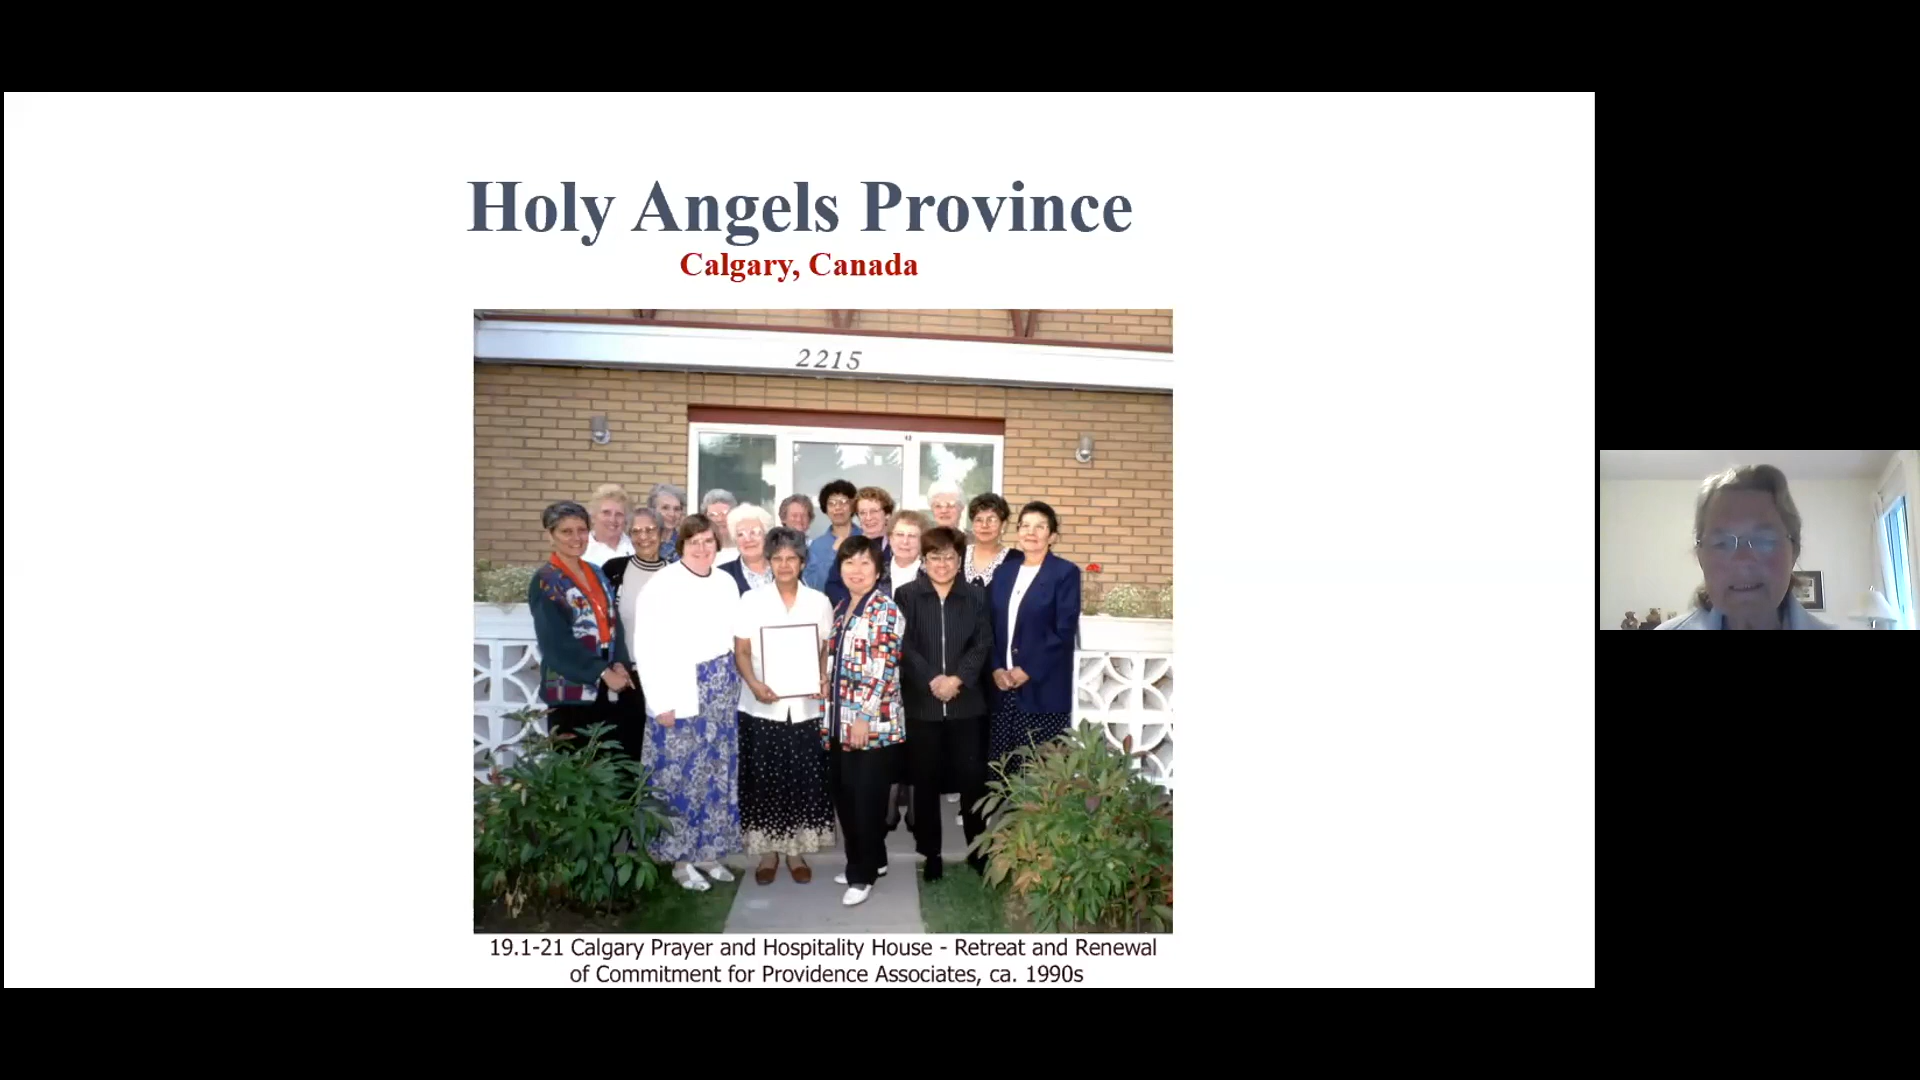 Holy Angels Province
Calgary, Canada
2215
19.1-21 Calgary Prayer and Hospitality House - Retreat and Renewal
of Commitment for Providence Associates, ca. 1990s